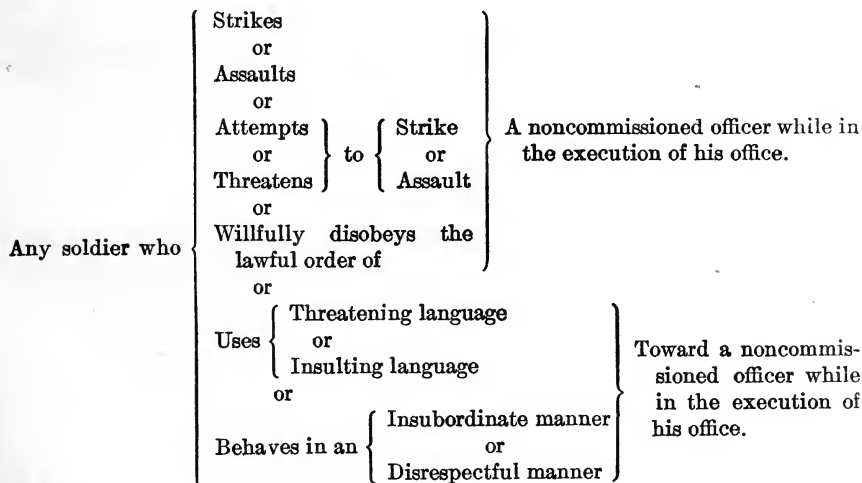 Strikes
or
Assaults
or
Attempts
or
Threatens
to
Strike
or
Assault
or
Willfully disobeys the
lawful order of
A noncommissioned officer while in
the execution of his office.
Any soldier who
or
Uses
Threatening language
or
Insulting language
or
Behaves in an
Insubordinate manner
or
Disrespectful manner
Toward a noncommis-
sioned officer while
in the execution of
his office.